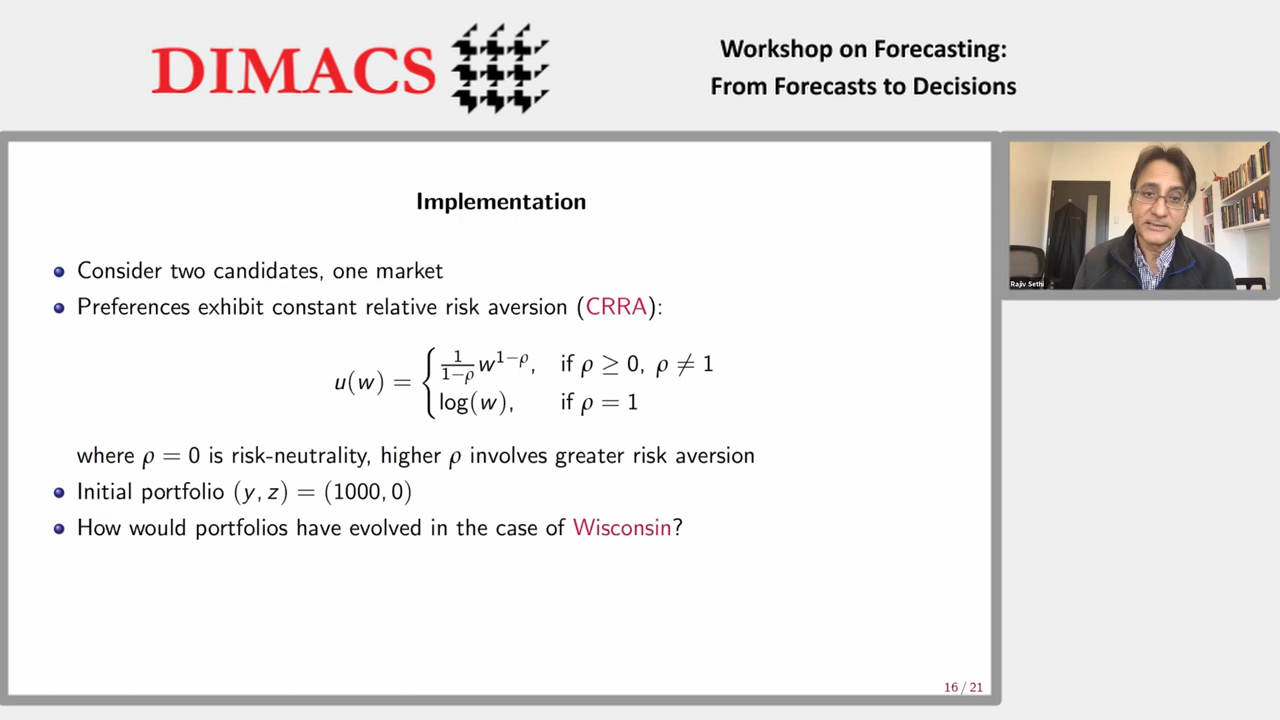 DIMACS
Workshop on Forecasting:
From Forecasts to Decisions
Implementation
Consider two candidates, one market
Preferences exhibit constant relative risk aversion (CRRA):
u(w) = { 1/(1−ρ) w^{1−ρ}, if ρ ≥ 0, ρ ≠ 1
log(w), if ρ = 1
where ρ = 0 is risk-neutrality, higher ρ involves greater risk aversion
Initial portfolio (y, z) = (1000, 0)
How would portfolios have evolved in the case of Wisconsin?
16 / 21
Rajiv Sethi